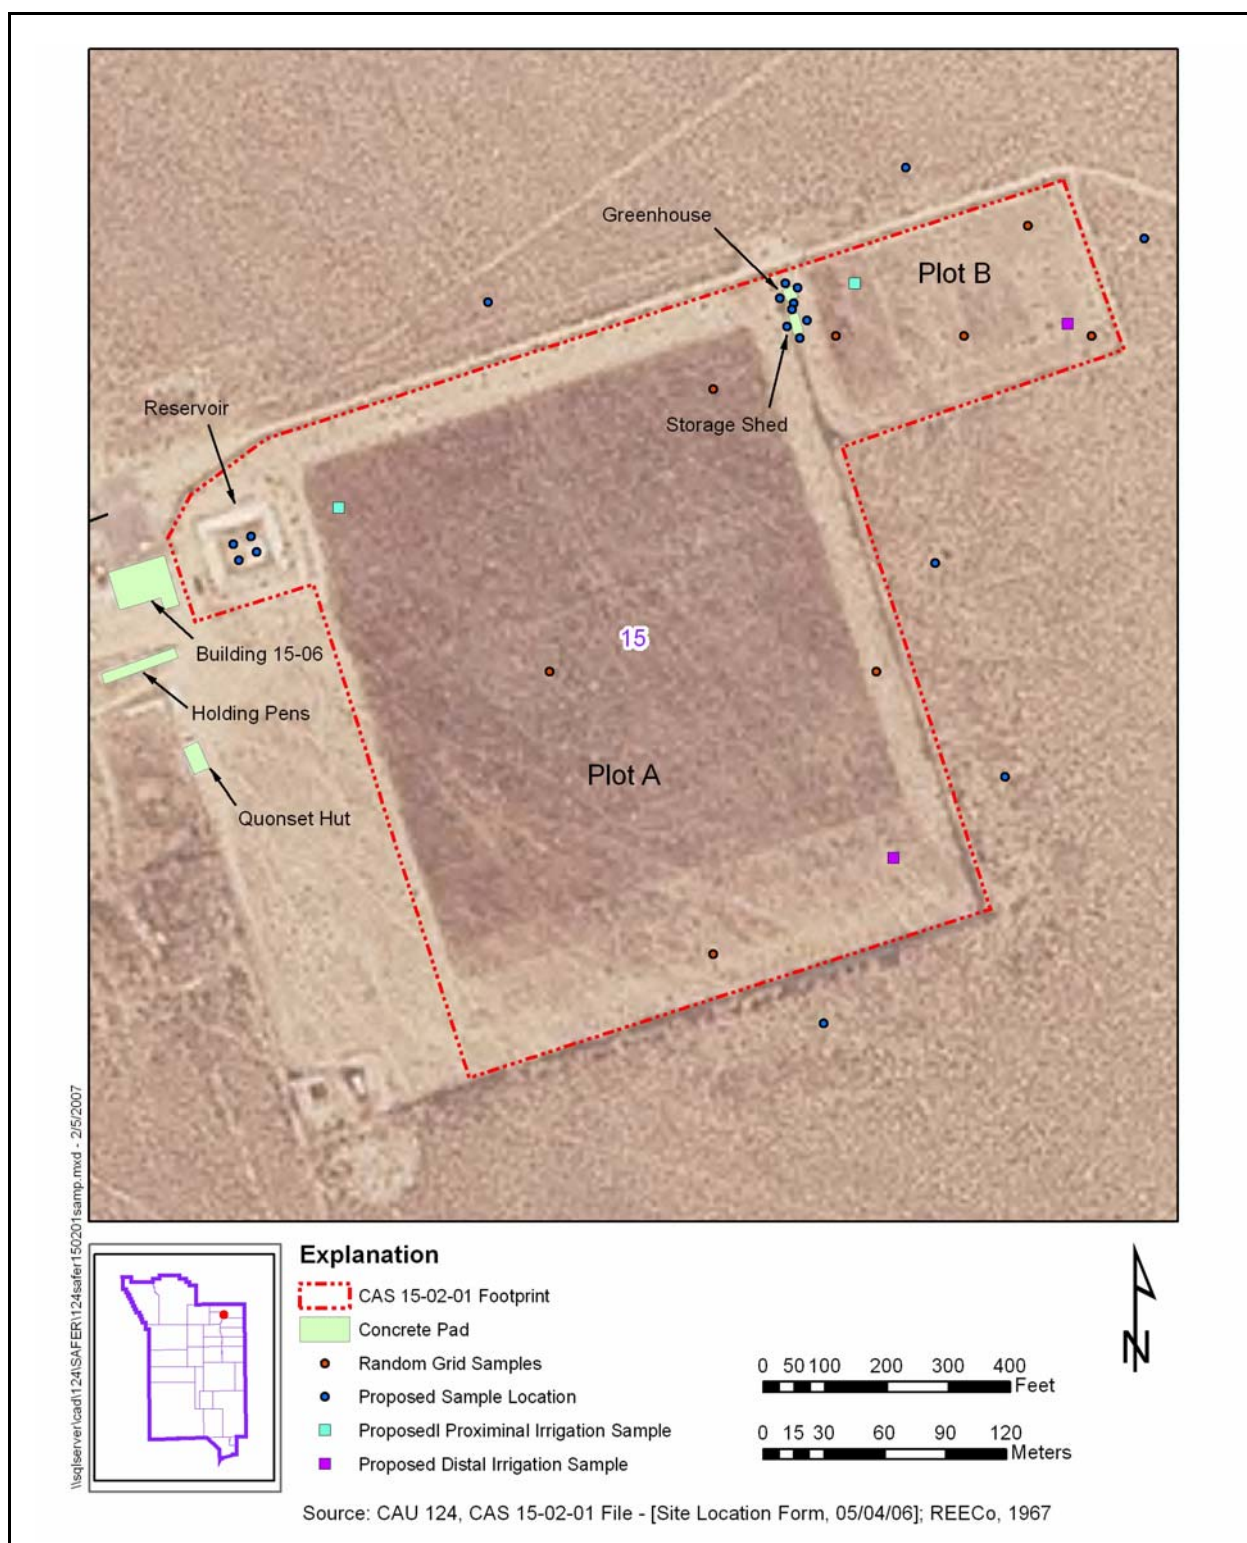 Greenhouse
Plot B
Reservoir
Storage Shed
15
Building 15-06
Holding Pens
Plot A
Quonset Hut
\\sqlserver\cad\124\SAFER\124safer150201samp.mxd - 2/5/2007
Explanation
CAS 15-02-01 Footprint
Concrete Pad
Random Grid Samples
Proposed Sample Location
Proposedl Proximinal Irrigation Sample
Proposed Distal Irrigation Sample
N
0 50 100 200 300 400
Feet
0 15 30 60 90 120
Meters
Source: CAU 124, CAS 15-02-01 File - [Site Location Form, 05/04/06]; REECo, 1967